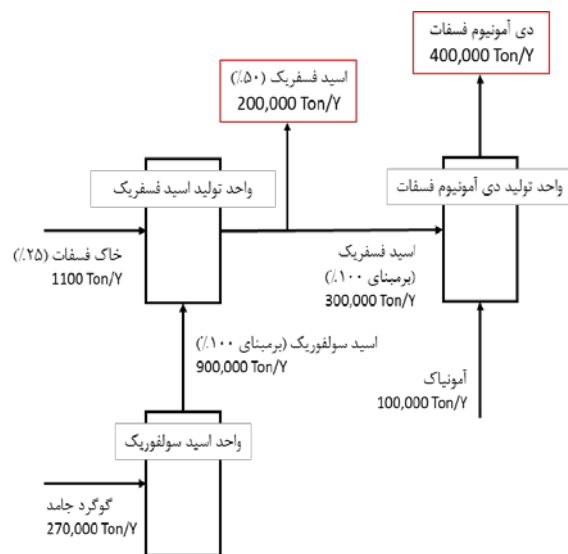 دی آمونیوم فسفات
400,000 Ton/Y
اسید فسفریک (۵۰٪)
200,000 Ton/Y
واحد تولید اسید فسفریک
واحد تولید دی آمونیوم فسفات
خاک فسفات (۲۵٪)
1100 Ton/Y
اسید فسفریک
(برمبنای ۱۰۰٪)
300,000 Ton/Y
اسید سولفوریک (برمبنای ۱۰۰٪)
900,000 Ton/Y
آمونیاک
100,000 Ton/Y
واحد اسید سولفوریک
گوگرد جامد
270,000 Ton/Y